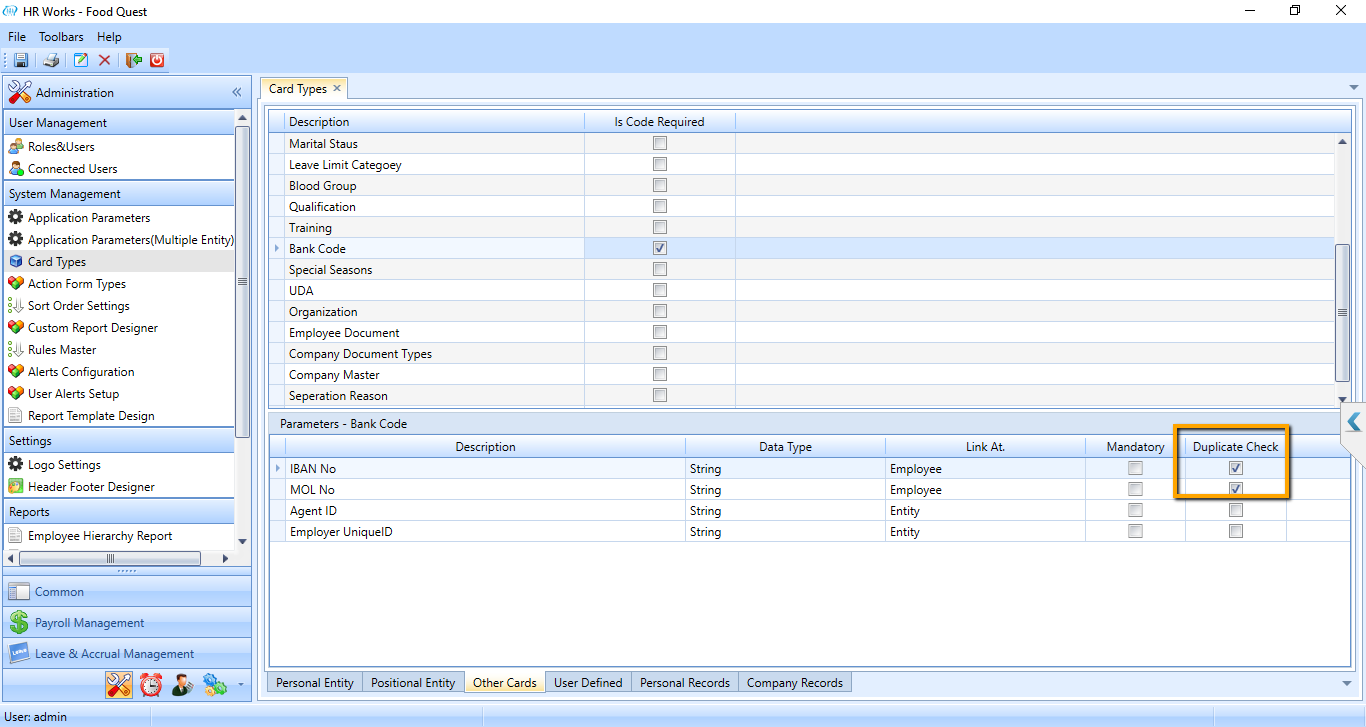 HR Works - Food Quest
File Toolbars Help
Administration
User Management
Roles&Users
Connected Users
System Management
Application Parameters
Application Parameters(Multiple Entity)
Card Types
Action Form Types
Sort Order Settings
Custom Report Designer
Rules Master
Alerts Configuration
User Alerts Setup
Report Template Design
Settings
Logo Settings
Header Footer Designer
Reports
Employee Hierarchy Report
Common
Payroll Management
Leave & Accrual Management
Card Types
Description Is Code Required
Marital Staus
Leave Limit Categoey
Blood Group
Qualification
Training
Bank Code
Special Seasons
UDA
Organization
Employee Document
Company Document Types
Company Master
Seperation Reason
Parameters - Bank Code
Description Data Type Link At. Mandatory Duplicate Check
IBAN No String Employee
MOL No String Employee
Agent ID String Entity
Employer UniqueID String Entity
Personal Entity Positional Entity Other Cards User Defined Personal Records Company Records
User: admin